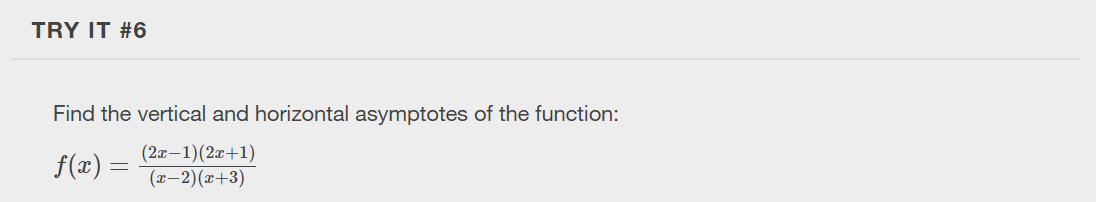 TRY IT #6
Find the vertical and horizontal asymptotes of the function:
f(x) = (2x−1)(2x+1)/(x−2)(x+3)